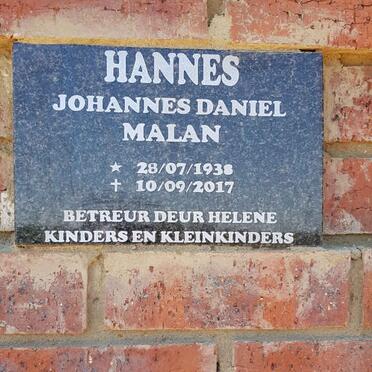 HANNES
JOHANNES DANIEL
MALAN
★ 28/07/1938
✝ 10/09/2017
BETREUR DEUR HELENE
KINDERS EN KLEINKINDERS